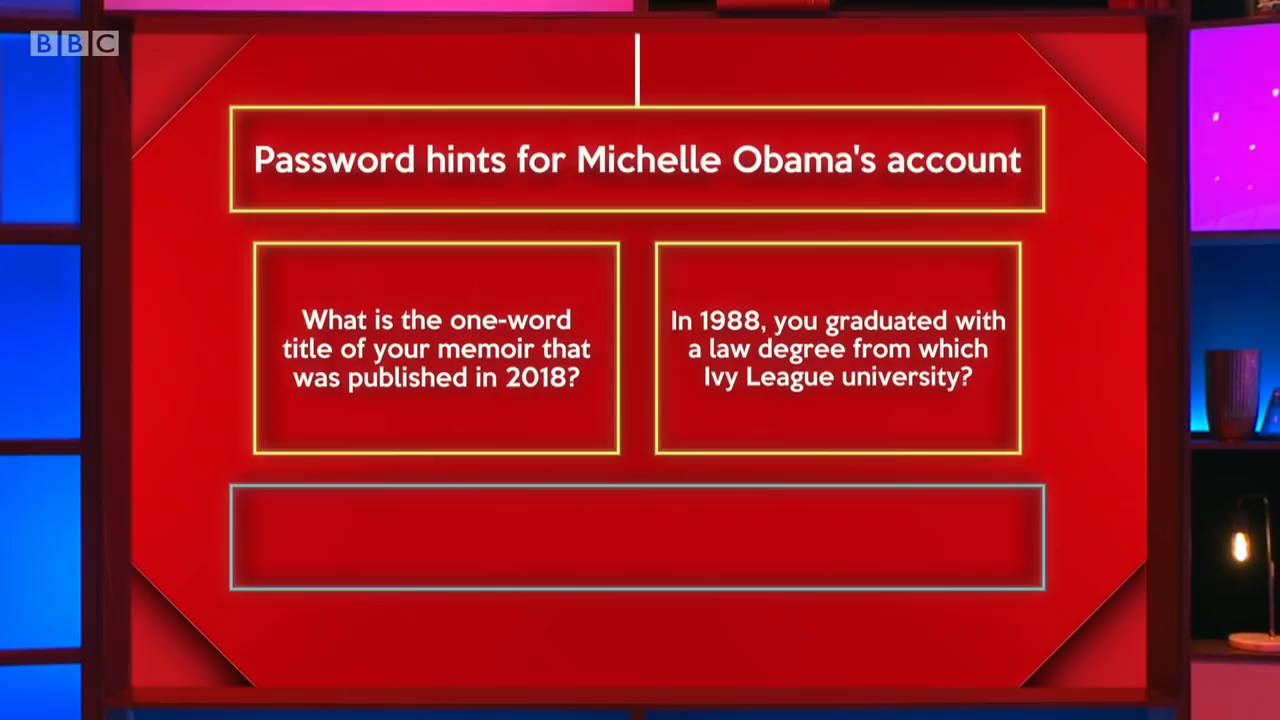 BBC
Password hints for Michelle Obama's account
What is the one-word
title of your memoir that
was published in 2018?
In 1988, you graduated with
a law degree from which
Ivy League university?